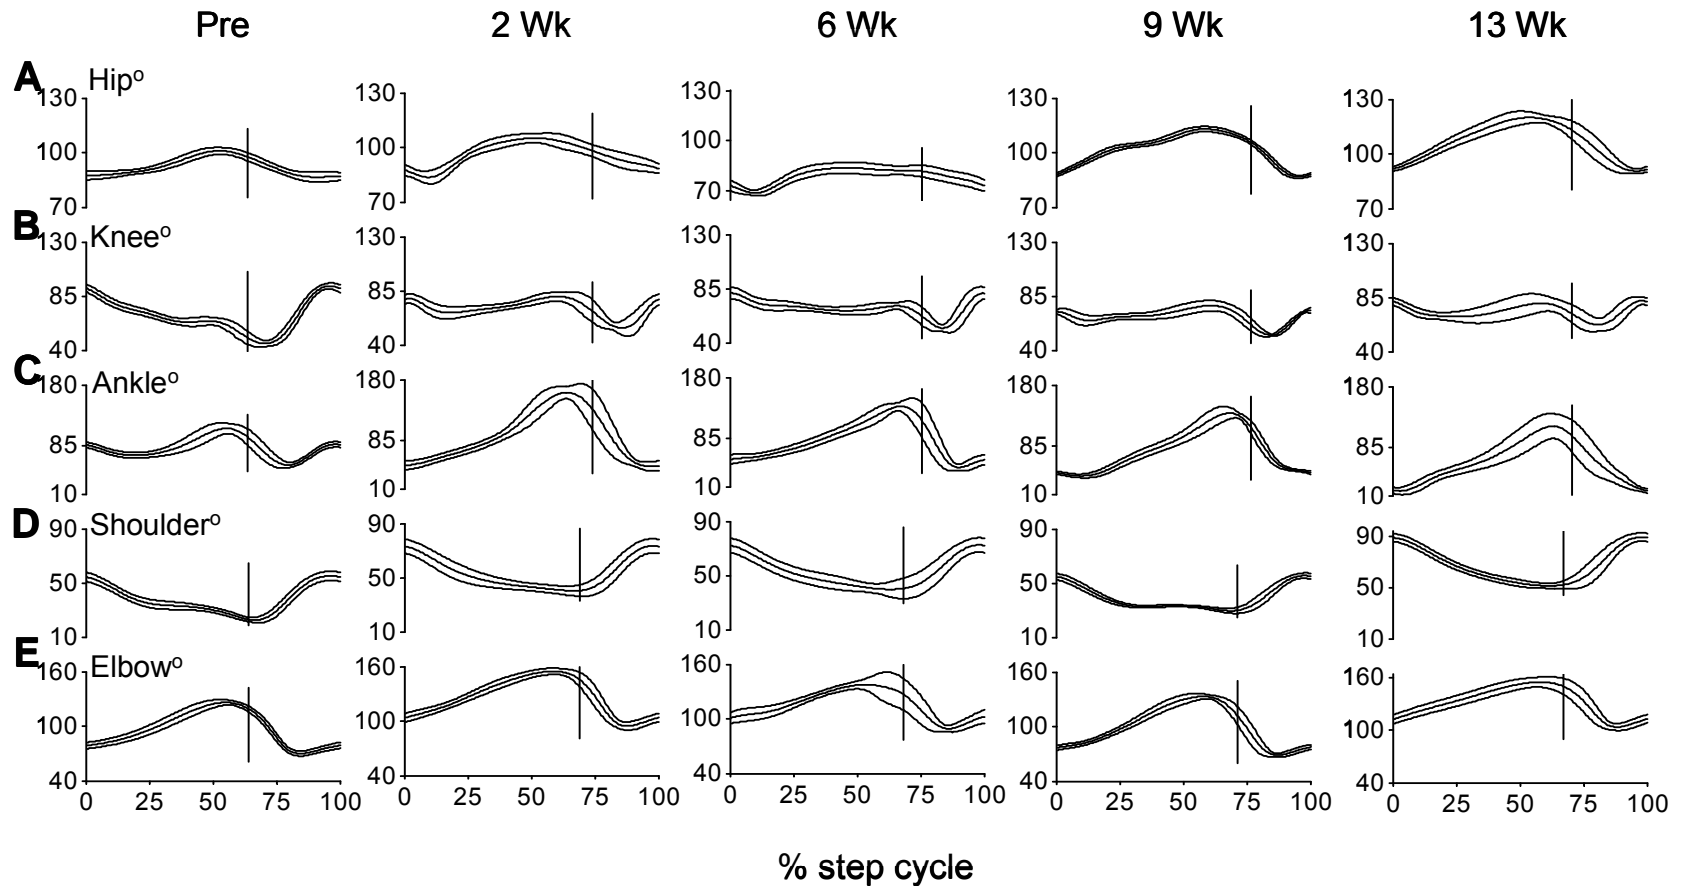 Pre 2 Wk 6 Wk 9 Wk 13 Wk
A Hipº
130 130 130 130 130
100 100 100 100 100
70 70 70 70 70
B Kneeº
130 130 130 130 130
85 85 85 85 85
40 40 40 40 40
C Ankleº
180 180 180 180 180
85 85 85 85 85
10 10 10 10 10
D Shoulderº
90 90 90 90 90
50 50 50 50 50
10 10 10 10 10
E Elbowº
160 160 160 160 160
100 100 100 100 100
40 40 40 40 40
0 25 50 75 100 0 25 50 75 100 0 25 50 75 100 0 25 50 75 100 0 25 50 75 100
% step cycle